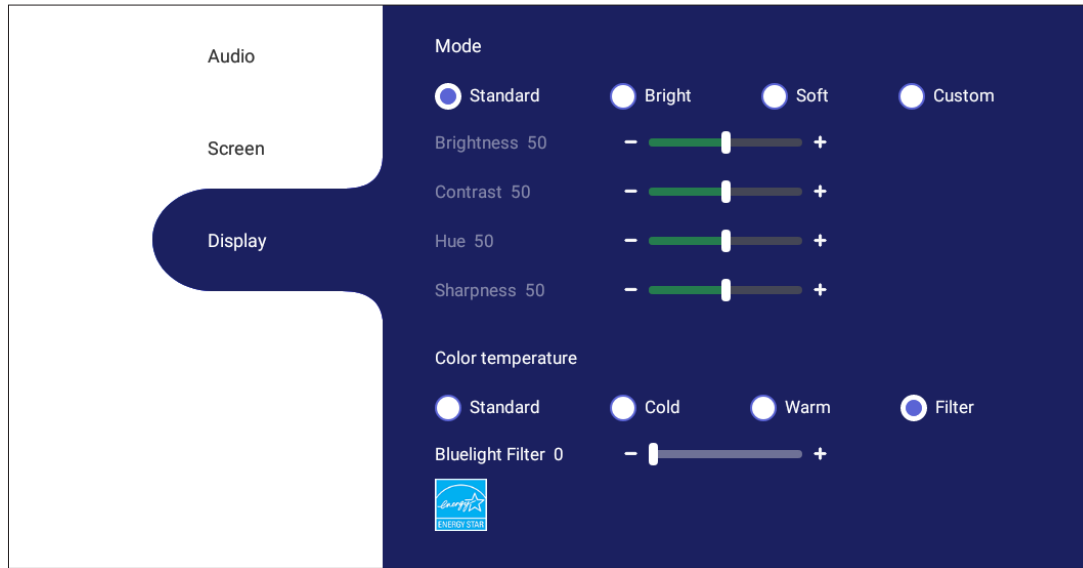 Audio
Screen
Display
Mode
Standard Bright Soft Custom
Brightness 50 - +
Contrast 50 - +
Hue 50 - +
Sharpness 50 - +
Color temperature
Standard Cold Warm Filter
Bluelight Filter 0 - +
energy
ENERGY STAR